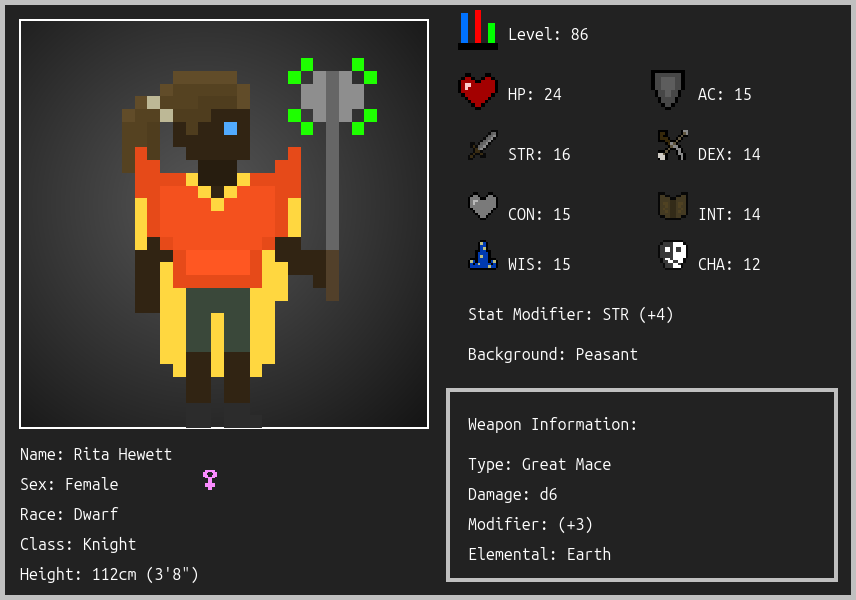 Level: 86
HP: 24
AC: 15
STR: 16
DEX: 14
CON: 15
INT: 14
WIS: 15
CHA: 12
Stat Modifier: STR (+4)
Background: Peasant
Weapon Information:
Type: Great Mace
Damage: d6
Modifier: (+3)
Elemental: Earth
Name: Rita Hewett
Sex: Female
Race: Dwarf
Class: Knight
Height: 112cm (3'8")